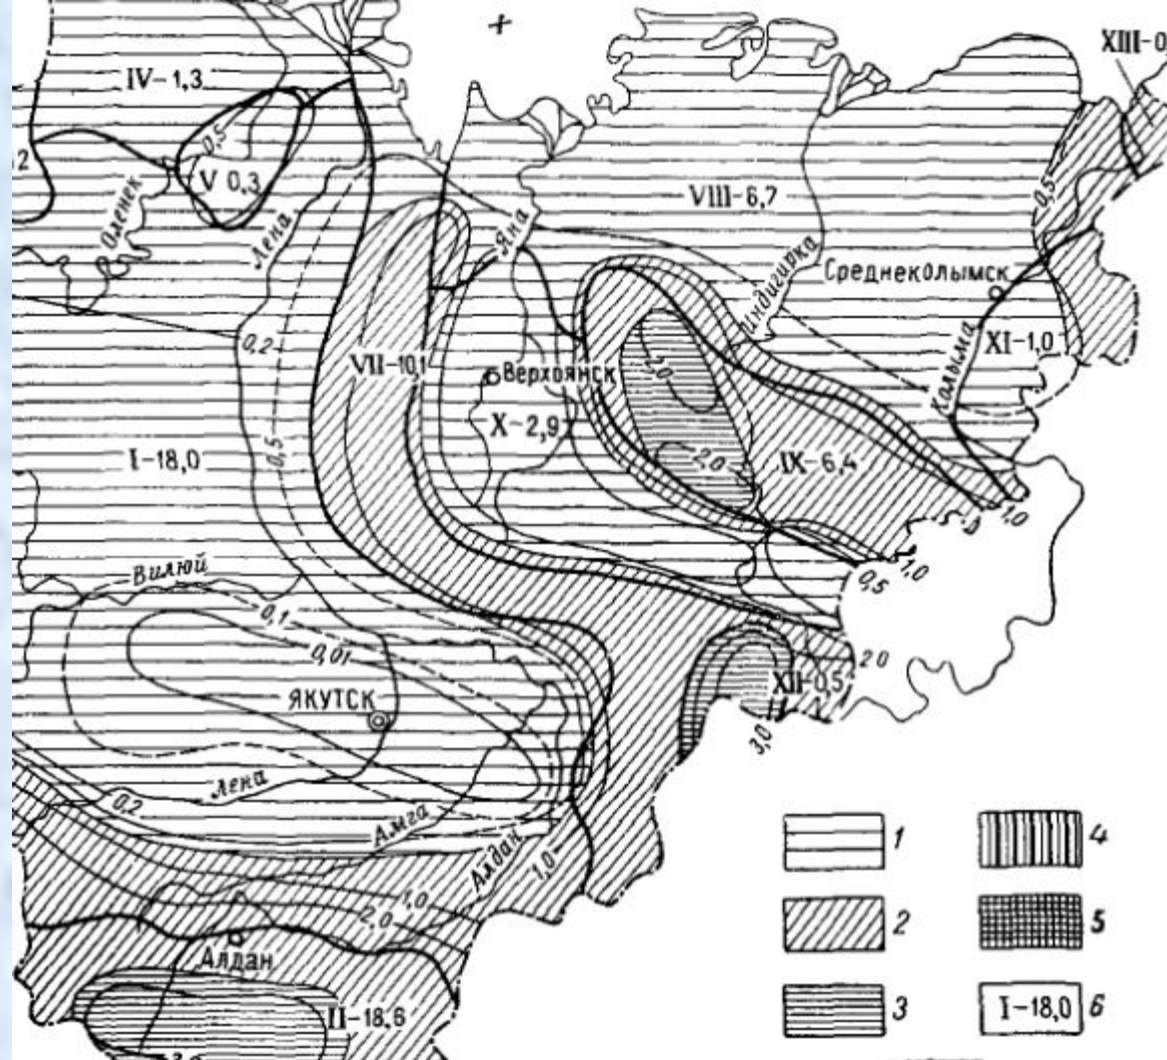 XIII-0
IV-1,3
0,5
2
V 0,3
VIII-6,7
0,5
Оленек
Лена
Яна
Индигирка
Среднеколымск
0,2
VII-10,1
Верхоянск
2,0
Колыма
XI-1,0
X-2,9
0,5
I-18,0
2,0
IX-6,4
1,0
Вилюй
0,5
1,0
0,1
0,01
20
ЯКУТСК
XII-0,5
3,0
Лена
0,2
Амга
Алдан
1,0
1
4
1,0
2,0
2
5
Алдан
II-18,6
3
I-18,0
6